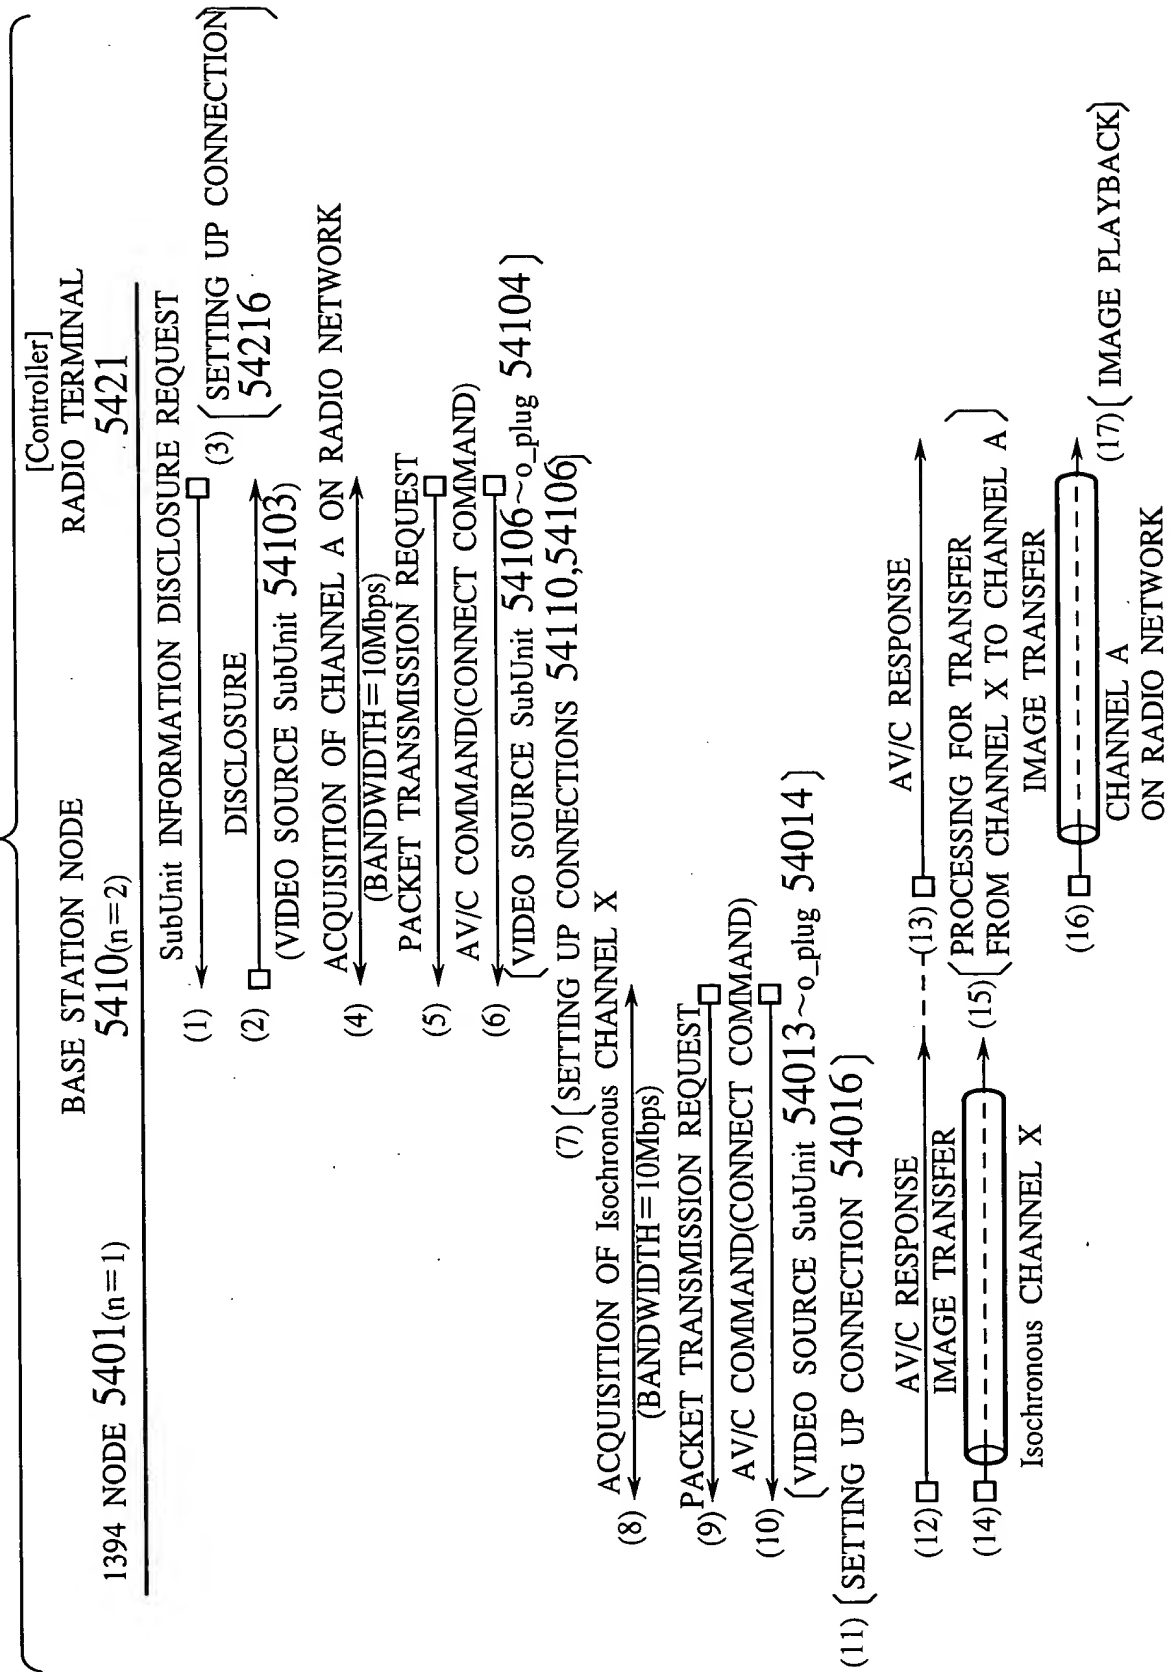 [Controller]
1394 NODE 5401(n=1)
BASE STATION NODE
5410(n=2)
RADIO TERMINAL
5421
SubUnit INFORMATION DISCLOSURE REQUEST
(1)
DISCLOSURE
(2)
(VIDEO SOURCE SubUnit 54103)
(3) [SETTING UP CONNECTION
54216]
ACQUISITION OF CHANNEL A ON RADIO NETWORK
(4)
(BANDWIDTH=10Mbps)
PACKET TRANSMISSION REQUEST
(5)
AV/C COMMAND(CONNECT COMMAND)
(6)
[VIDEO SOURCE SubUnit 54106~o_plug 54104]
(7) [SETTING UP CONNECTIONS 54110,54106]
ACQUISITION OF Isochronous CHANNEL X
(8)
(BANDWIDTH=10Mbps)
PACKET TRANSMISSION REQUEST
(9)
AV/C COMMAND(CONNECT COMMAND)
(10)
[VIDEO SOURCE SubUnit 54013~o_plug 54014]
(11) [SETTING UP CONNECTION 54016]
AV/C RESPONSE
(12)
AV/C RESPONSE
(13)
IMAGE TRANSFER
(14)
Isochronous CHANNEL X
(15) [PROCESSING FOR TRANSFER
FROM CHANNEL X TO CHANNEL A]
IMAGE TRANSFER
(16)
CHANNEL A
ON RADIO NETWORK
(17) [IMAGE PLAYBACK]